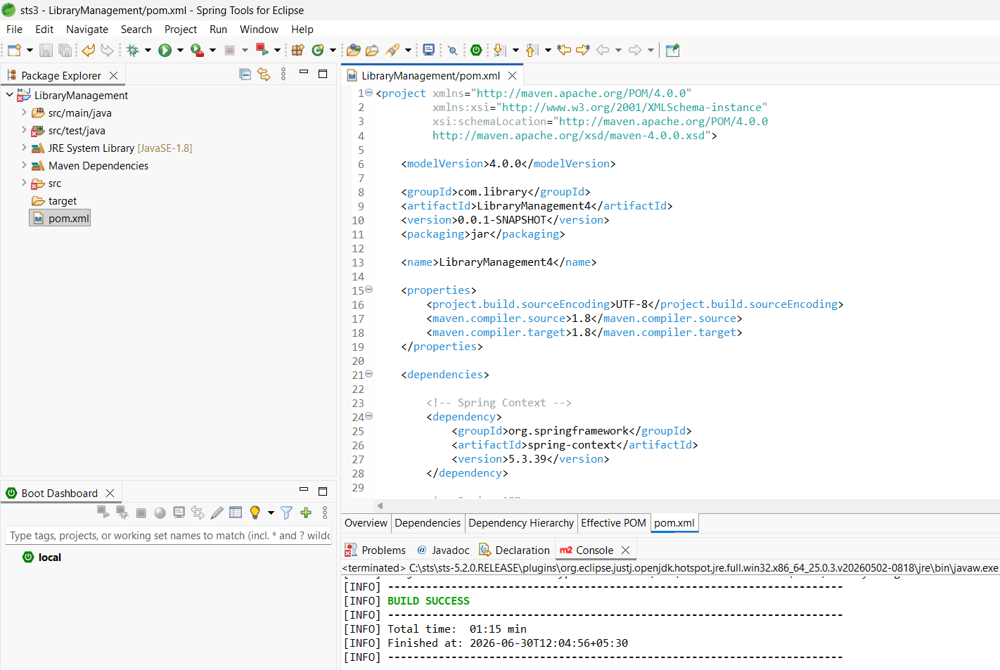 sts3 - LibraryManagement/pom.xml - Spring Tools for Eclipse
File Edit Navigate Search Project Run Window Help
Package Explorer
LibraryManagement
src/main/java
src/test/java
JRE System Library [JavaSE-1.8]
Maven Dependencies
src
target
pom.xml
Boot Dashboard
Type tags, projects, or working set names to match (incl. * and ? wildc
local
LibraryManagement/pom.xml
1 <project xmlns="http://maven.apache.org/POM/4.0.0"
2 xmlns:xsi="http://www.w3.org/2001/XMLSchema-instance"
3 xsi:schemaLocation="http://maven.apache.org/POM/4.0.0
4 http://maven.apache.org/xsd/maven-4.0.0.xsd">
5
6 <modelVersion>4.0.0</modelVersion>
7
8 <groupId>com.library</groupId>
9 <artifactId>LibraryManagement4</artifactId>
10 <version>0.0.1-SNAPSHOT</version>
11 <packaging>jar</packaging>
12
13 <name>LibraryManagement4</name>
14
15 <properties>
16 <project.build.sourceEncoding>UTF-8</project.build.sourceEncoding>
17 <maven.compiler.source>1.8</maven.compiler.source>
18 <maven.compiler.target>1.8</maven.compiler.target>
19 </properties>
20
21 <dependencies>
22
23 <!-- Spring Context -->
24 <dependency>
25 <groupId>org.springframework</groupId>
26 <artifactId>spring-context</artifactId>
27 <version>5.3.39</version>
28 </dependency>
29
Overview Dependencies Dependency Hierarchy Effective POM pom.xml
Problems @ Javadoc Declaration m2 Console
<terminated> C:\sts\sts-5.2.0.RELEASE\plugins\org.eclipse.justj.openjdk.hotspot.jre.full.win32.x86_64_25.0.3.v20260502-0818\jre\bin\javaw.exe
[INFO] ------------------------------------------------------------------------
[INFO] BUILD SUCCESS
[INFO] ------------------------------------------------------------------------
[INFO] Total time:  01:15 min
[INFO] Finished at: 2026-06-30T12:04:56+05:30
[INFO] ------------------------------------------------------------------------